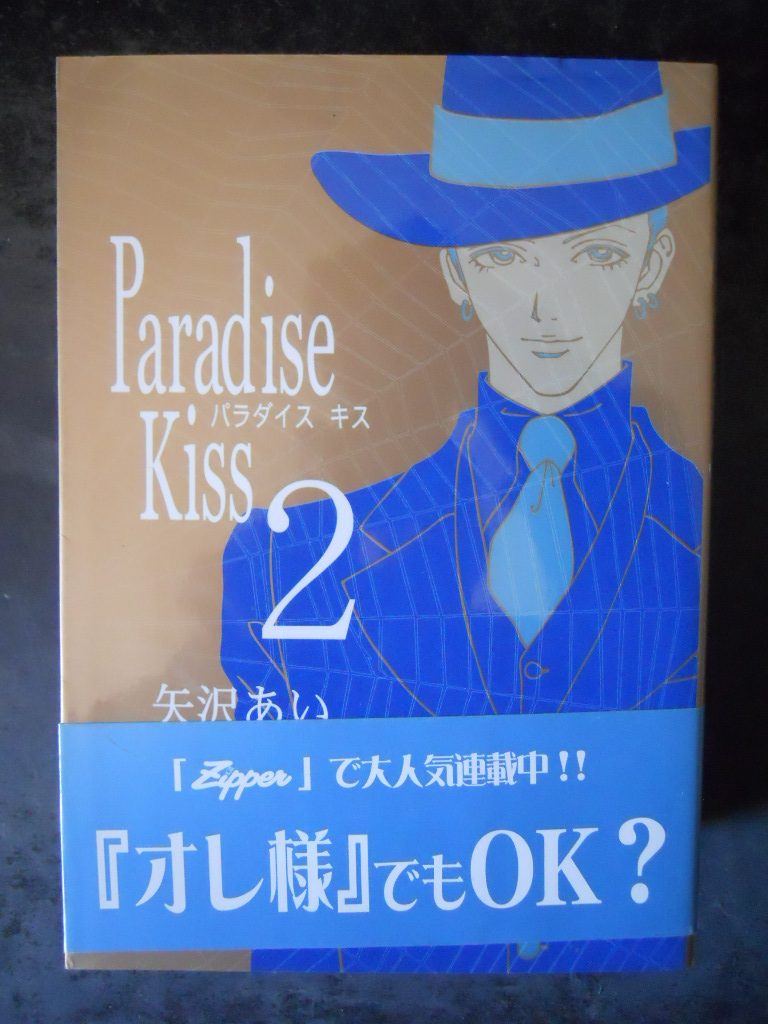 Paradise
パラダイス キス
Kiss
2
矢沢あい
「Zipper」で大人気連載中!!
『オレ様』でもOK?